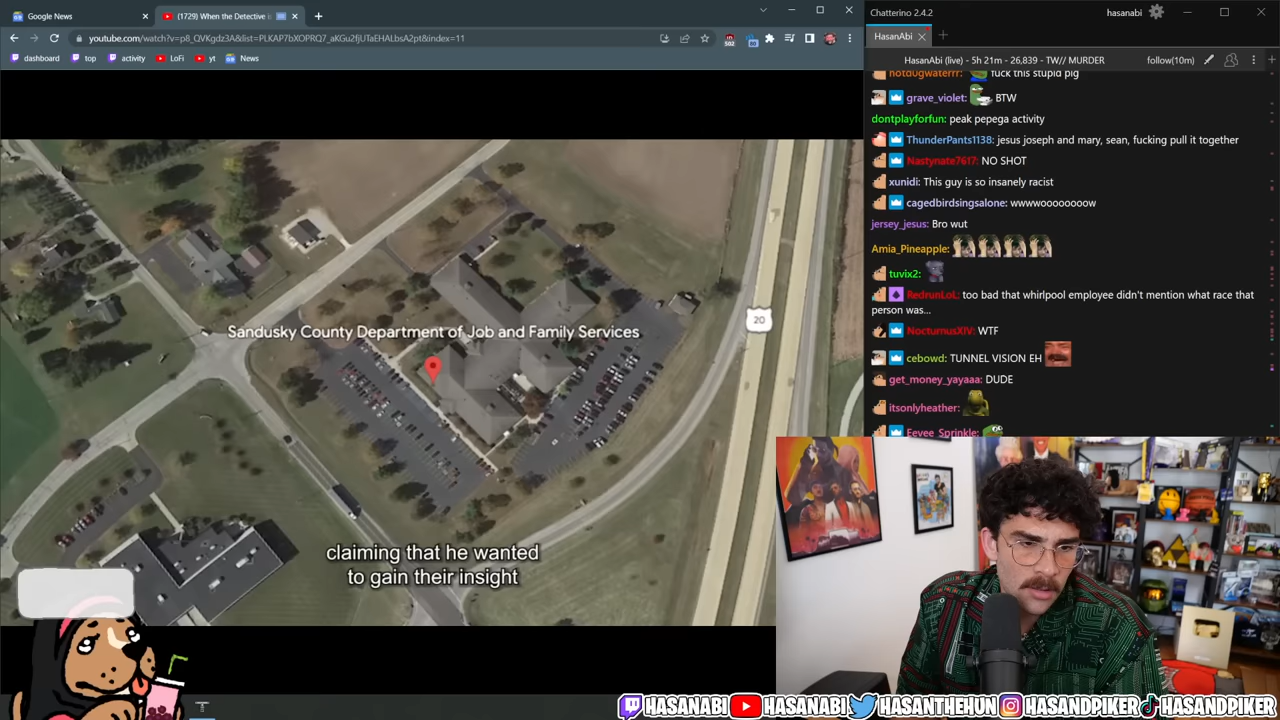 Google News
(1729) When the Detective is
Chatterino 2.4.2
hasanabi
youtube.com/watch?v=p8_QVKgdz3A&list=PLKAP7bXOPRQ7_aKGu2fjUTaEHALbsA2pt&index=11
HasanAbi
dashboard
top
activity
LoFi
yt
News
HasanAbi (live) - 5h 21m - 26,839 - TW// MURDER
follow(10m)
notdugwaterrr: fuck this stupid pig
grave_violet: BTW
dontplayforfun: peak pepega activity
ThunderPants1138: jesus joseph and mary, sean, fucking pull it together
Nastynate7617: NO SHOT
xunidi: This guy is so insanely racist
cagedbirdsingsalone: wwwwooooooow
jersey_jesus: Bro wut
Amia_Pineapple:
tuvix2:
RedrunLoL: too bad that whirlpool employee didn't mention what race that
person was...
NocturnusXIV: WTF
cebowd: TUNNEL VISION EH
get_money_yayaaa: DUDE
itsonlyheather:
Eevee_Sprinkle:
Sandusky County Department of Job and Family Services
20
claiming that he wanted
to gain their insight
HASANABI HASANABI HASANTHEHUN HASANDPIKER HASANDPIKER